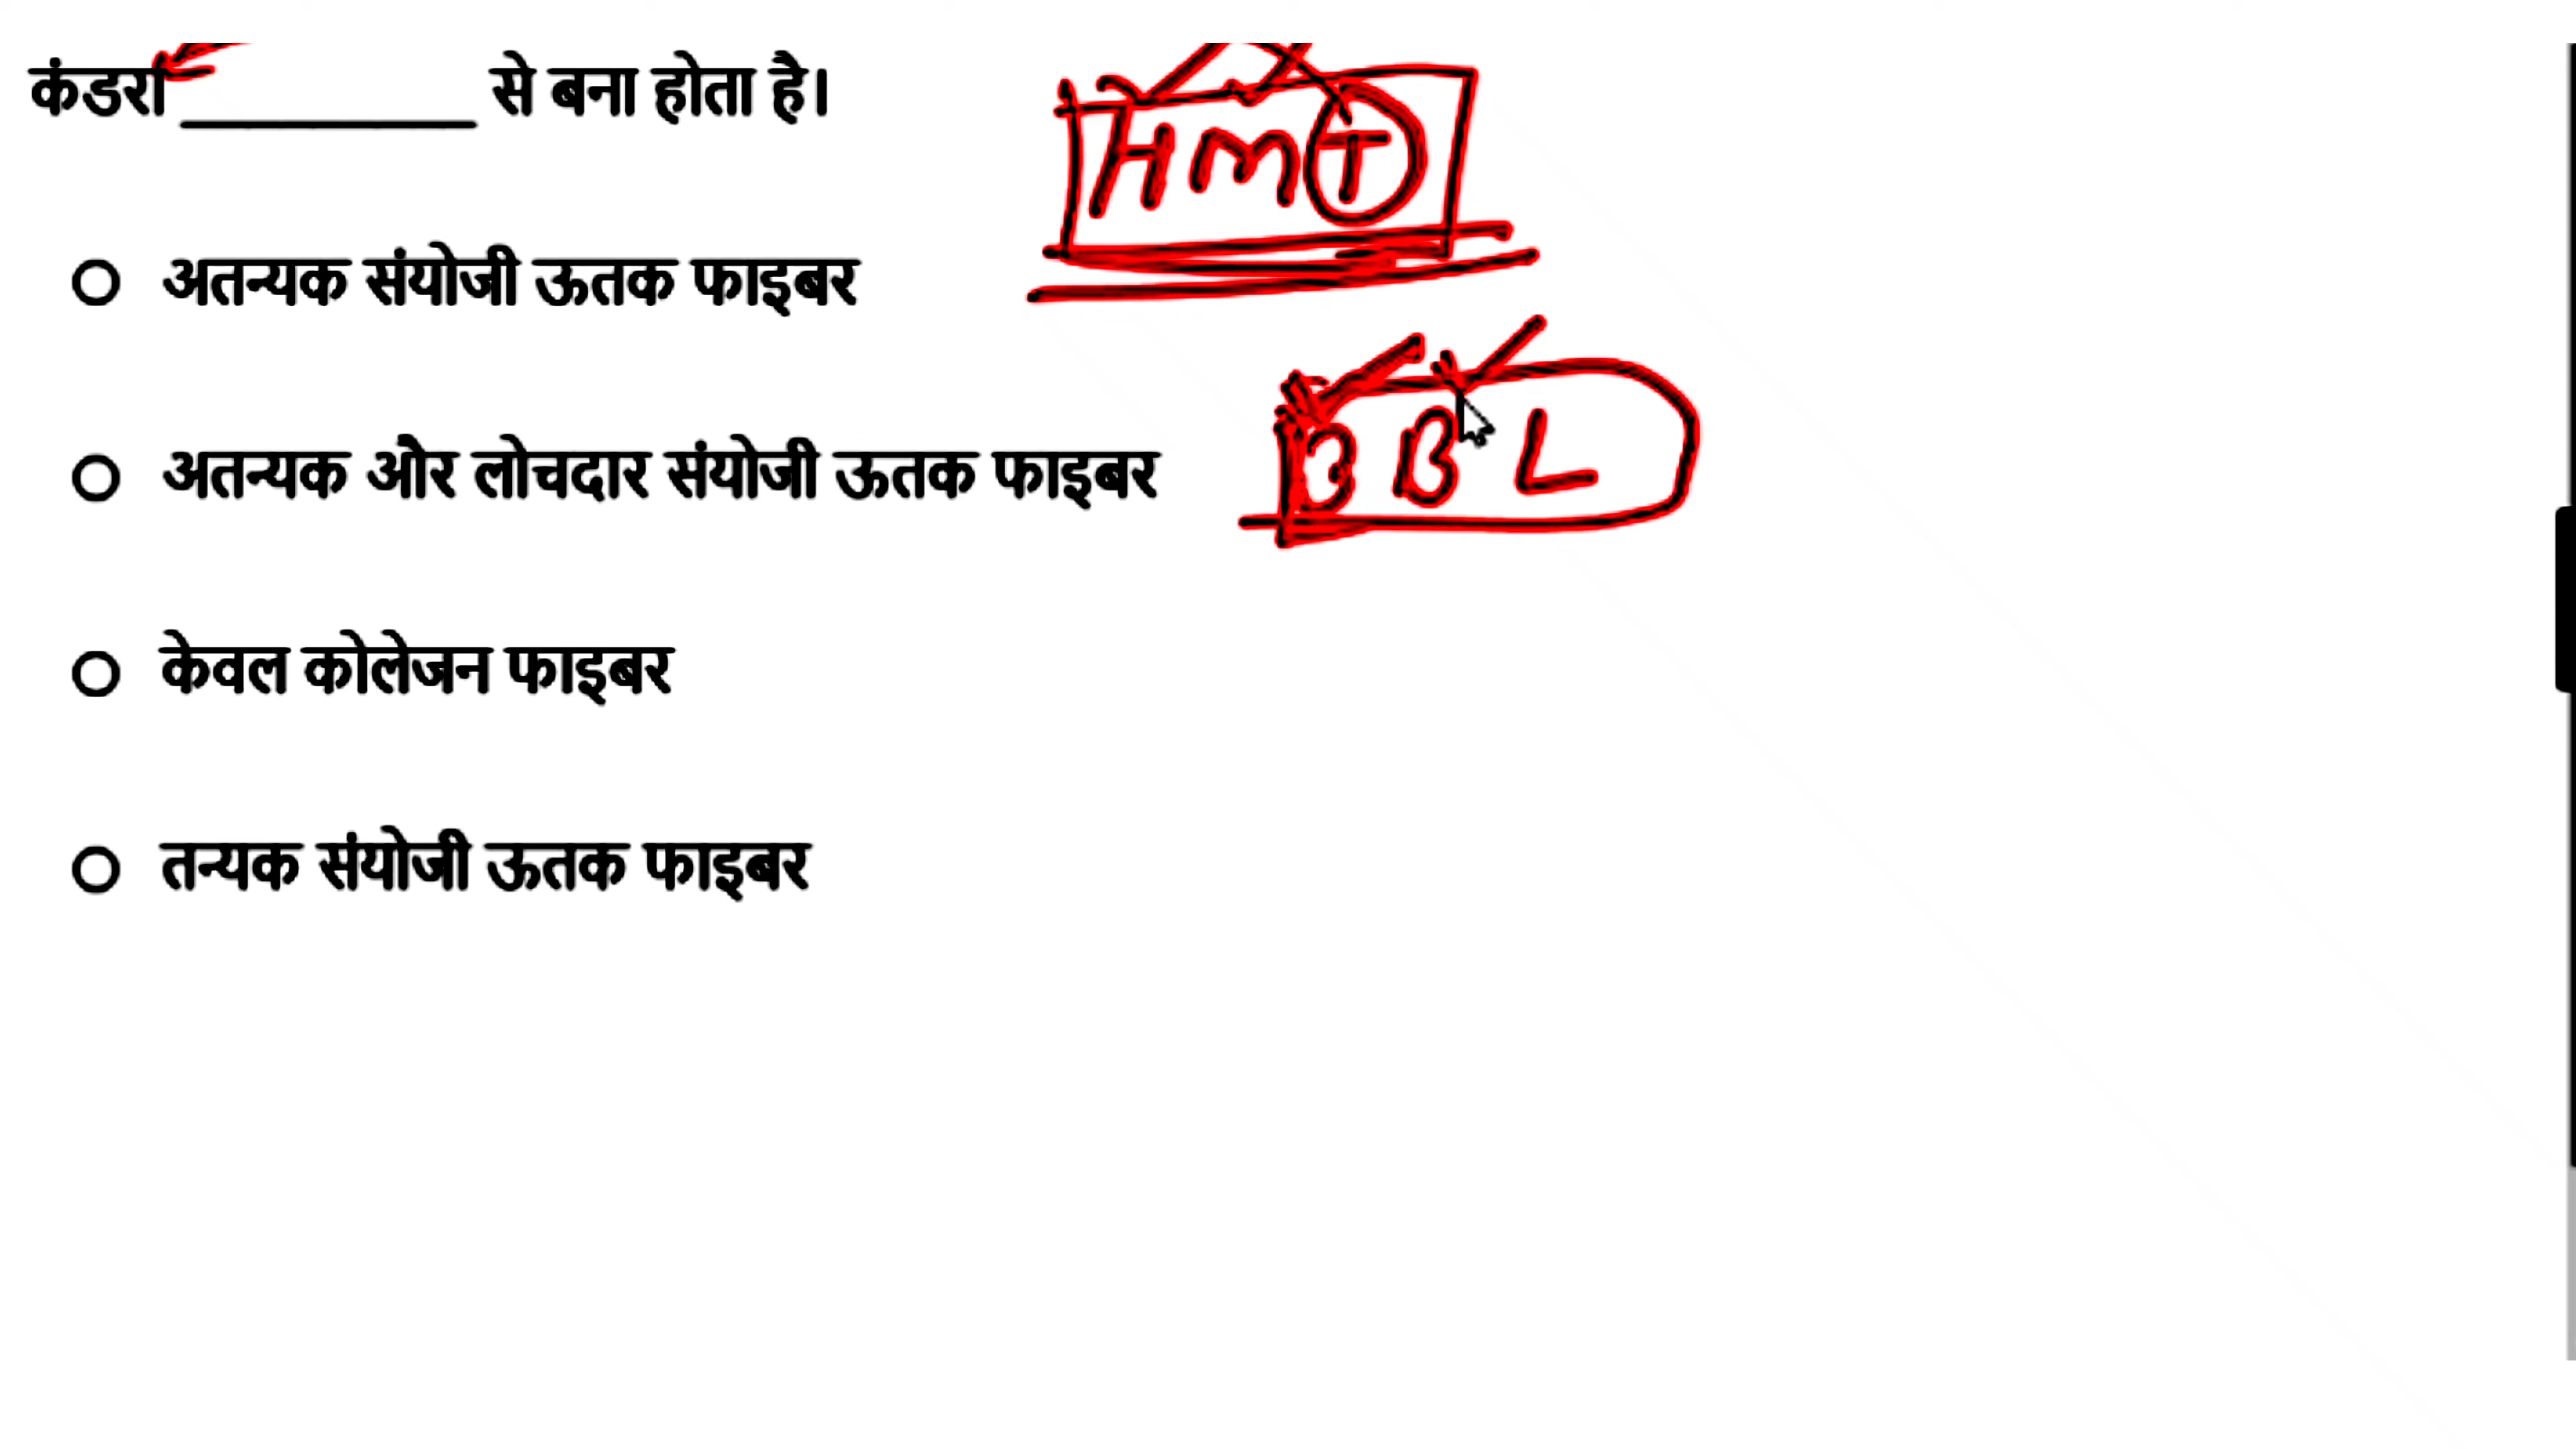 कंडरा __________ से बना होता है।
HMT
अतन्यक संयोजी ऊतक फाइबर
BBL
अतन्यक और लोचदार संयोजी ऊतक फाइबर
केवल कोलेजन फाइबर
तन्यक संयोजी ऊतक फाइबर